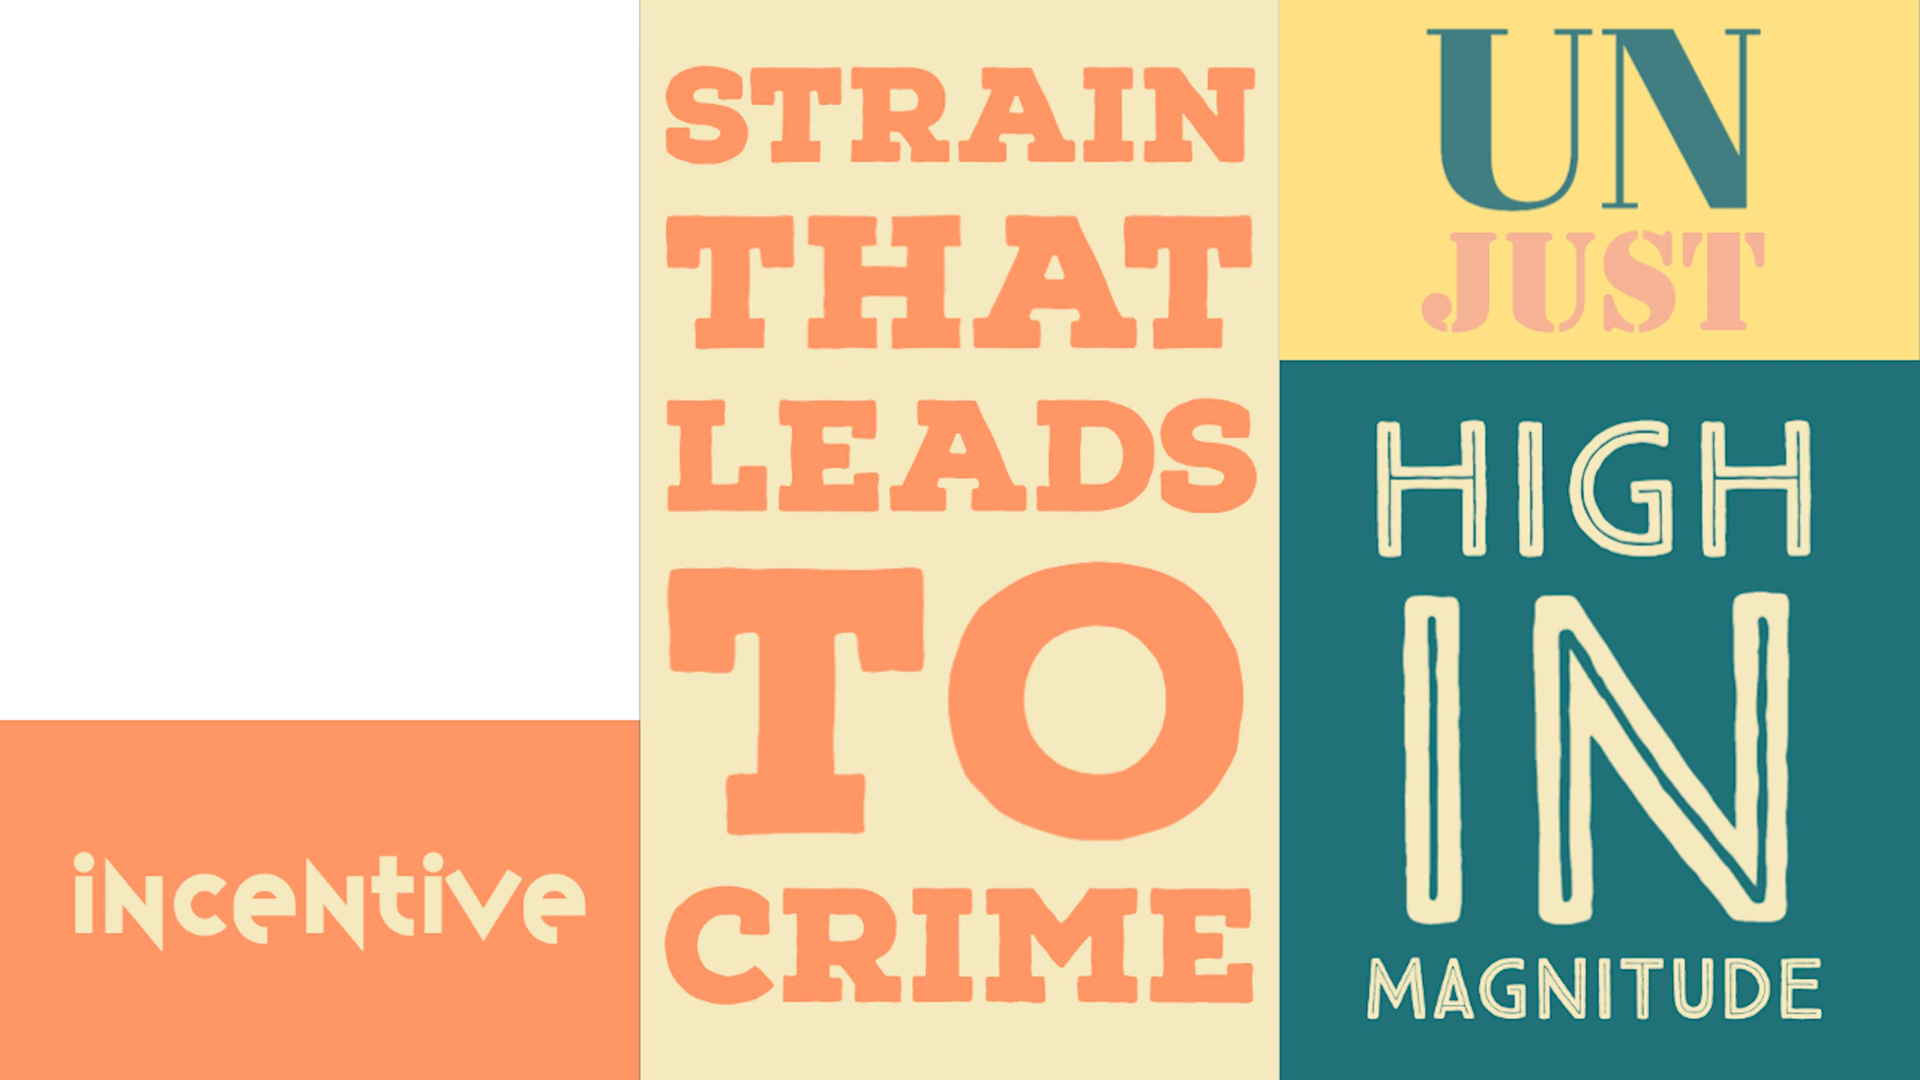 STRAIN
THAT
LEADS
TO
CRIME
UN
JUST
HIGH
IN
MAGNITUDE
incentive